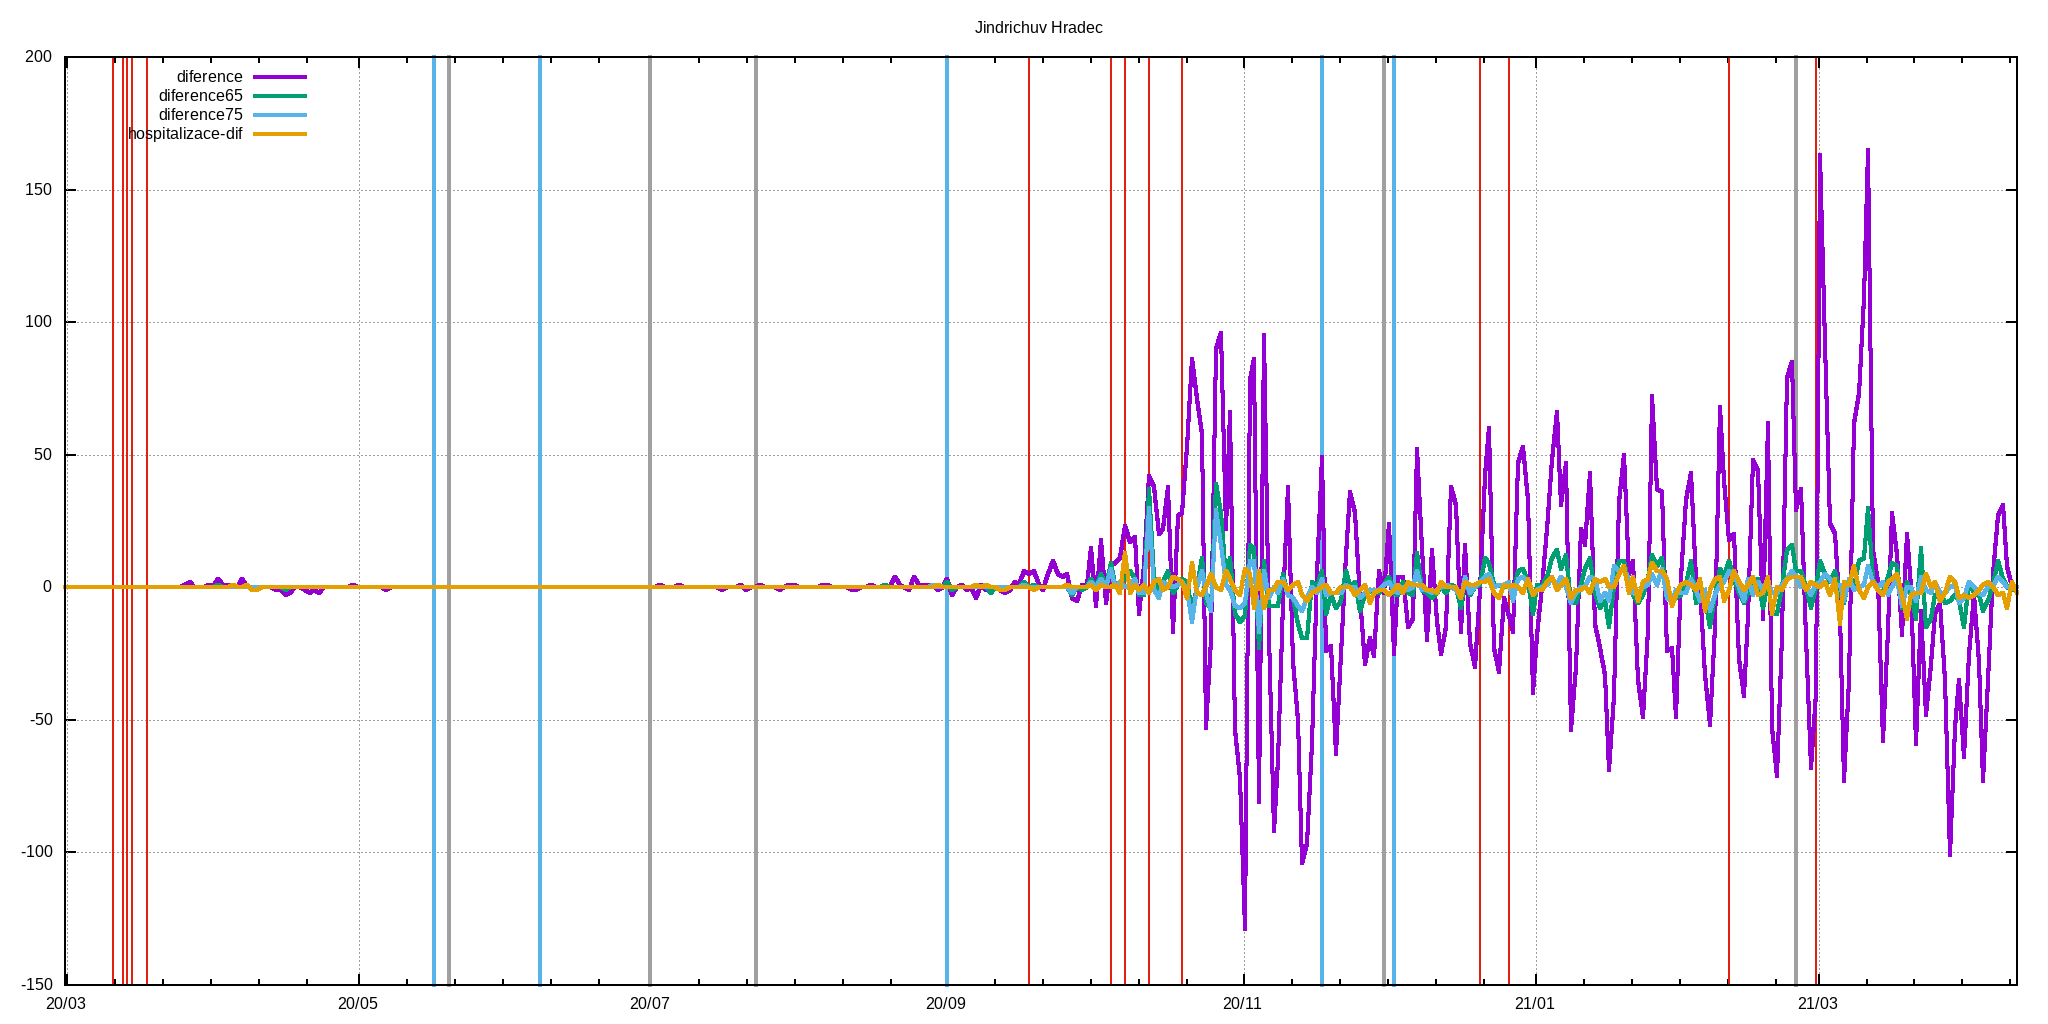 Jindrichuv Hradec
200
150
100
50
0
-50
-100
-150
diference
diference65
diference75
hospitalizace-dif
20/03 20/05 20/07 20/09 20/11 21/01 21/03